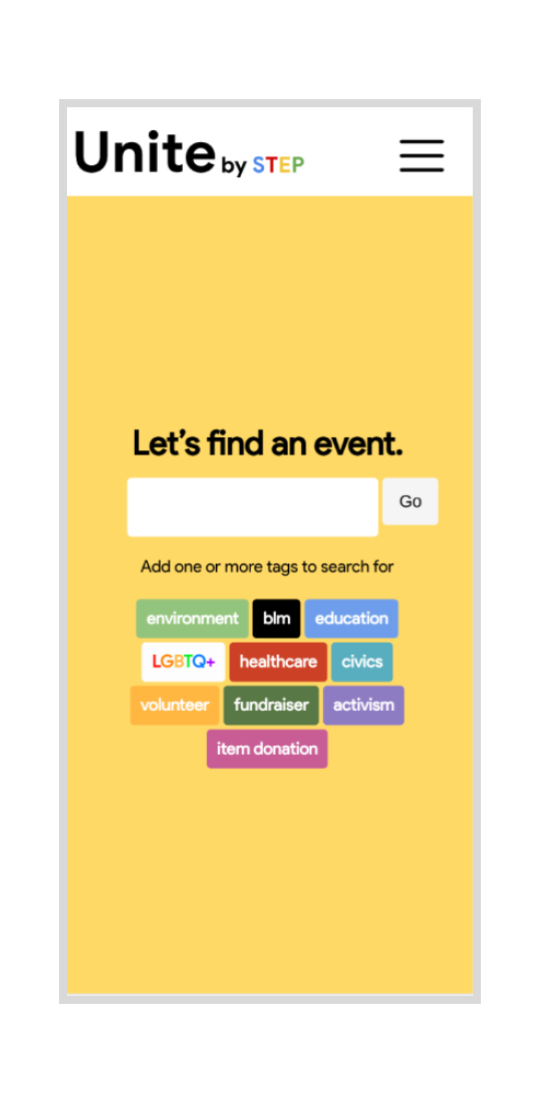 Unite by STEP
Let's find an event.
Go
Add one or more tags to search for
environment blm education
LGBTQ+ healthcare civics
volunteer fundraiser activism
item donation